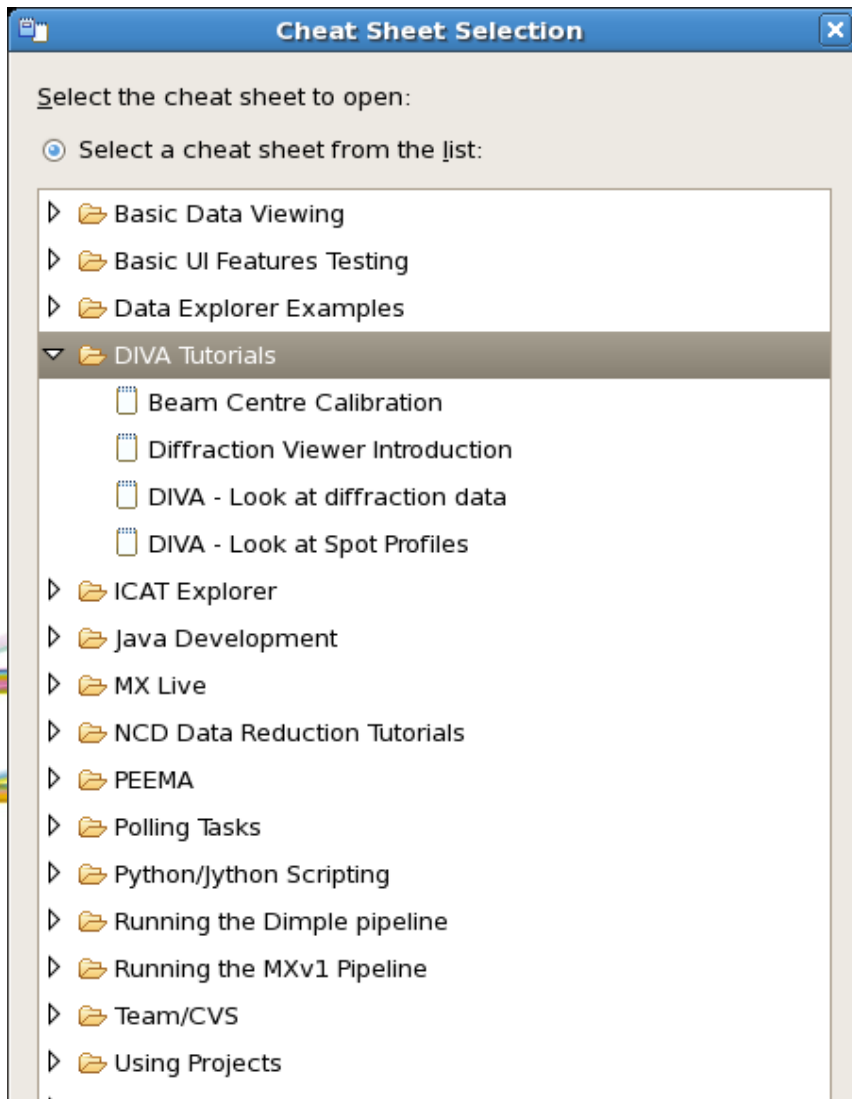 Cheat Sheet Selection
Select the cheat sheet to open:
Select a cheat sheet from the list:
Basic Data Viewing
Basic UI Features Testing
Data Explorer Examples
DIVA Tutorials
Beam Centre Calibration
Diffraction Viewer Introduction
DIVA - Look at diffraction data
DIVA - Look at Spot Profiles
ICAT Explorer
Java Development
MX Live
NCD Data Reduction Tutorials
PEEMA
Polling Tasks
Python/Jython Scripting
Running the Dimple pipeline
Running the MXv1 Pipeline
Team/CVS
Using Projects